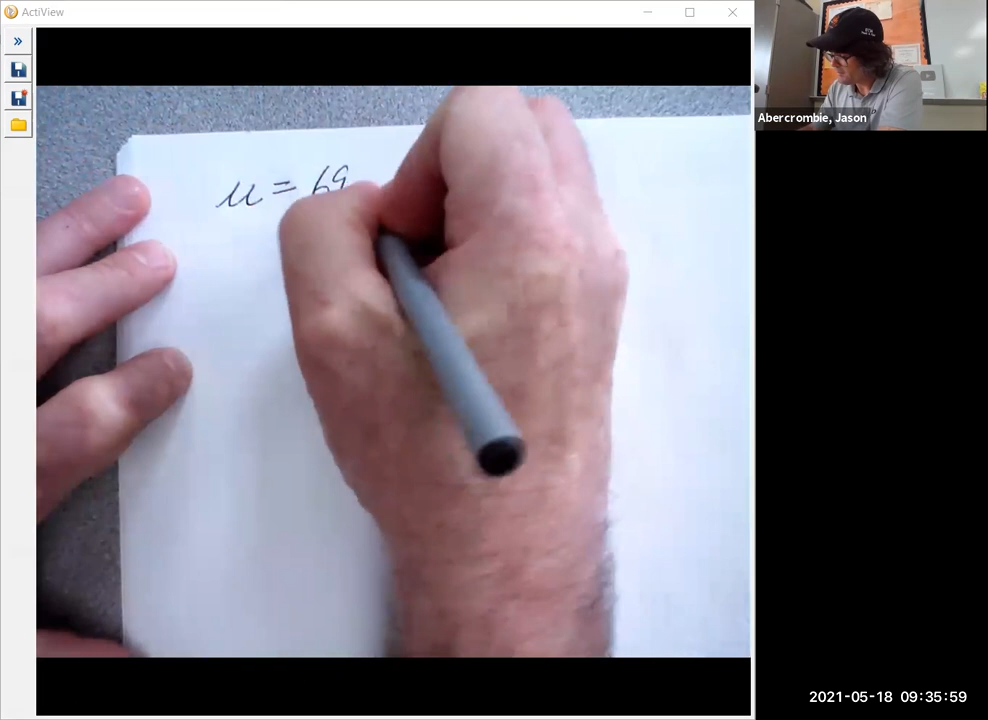 ActiView
»
μ = 69
Abercrombie, Jason
2021-05-18 09:35:59